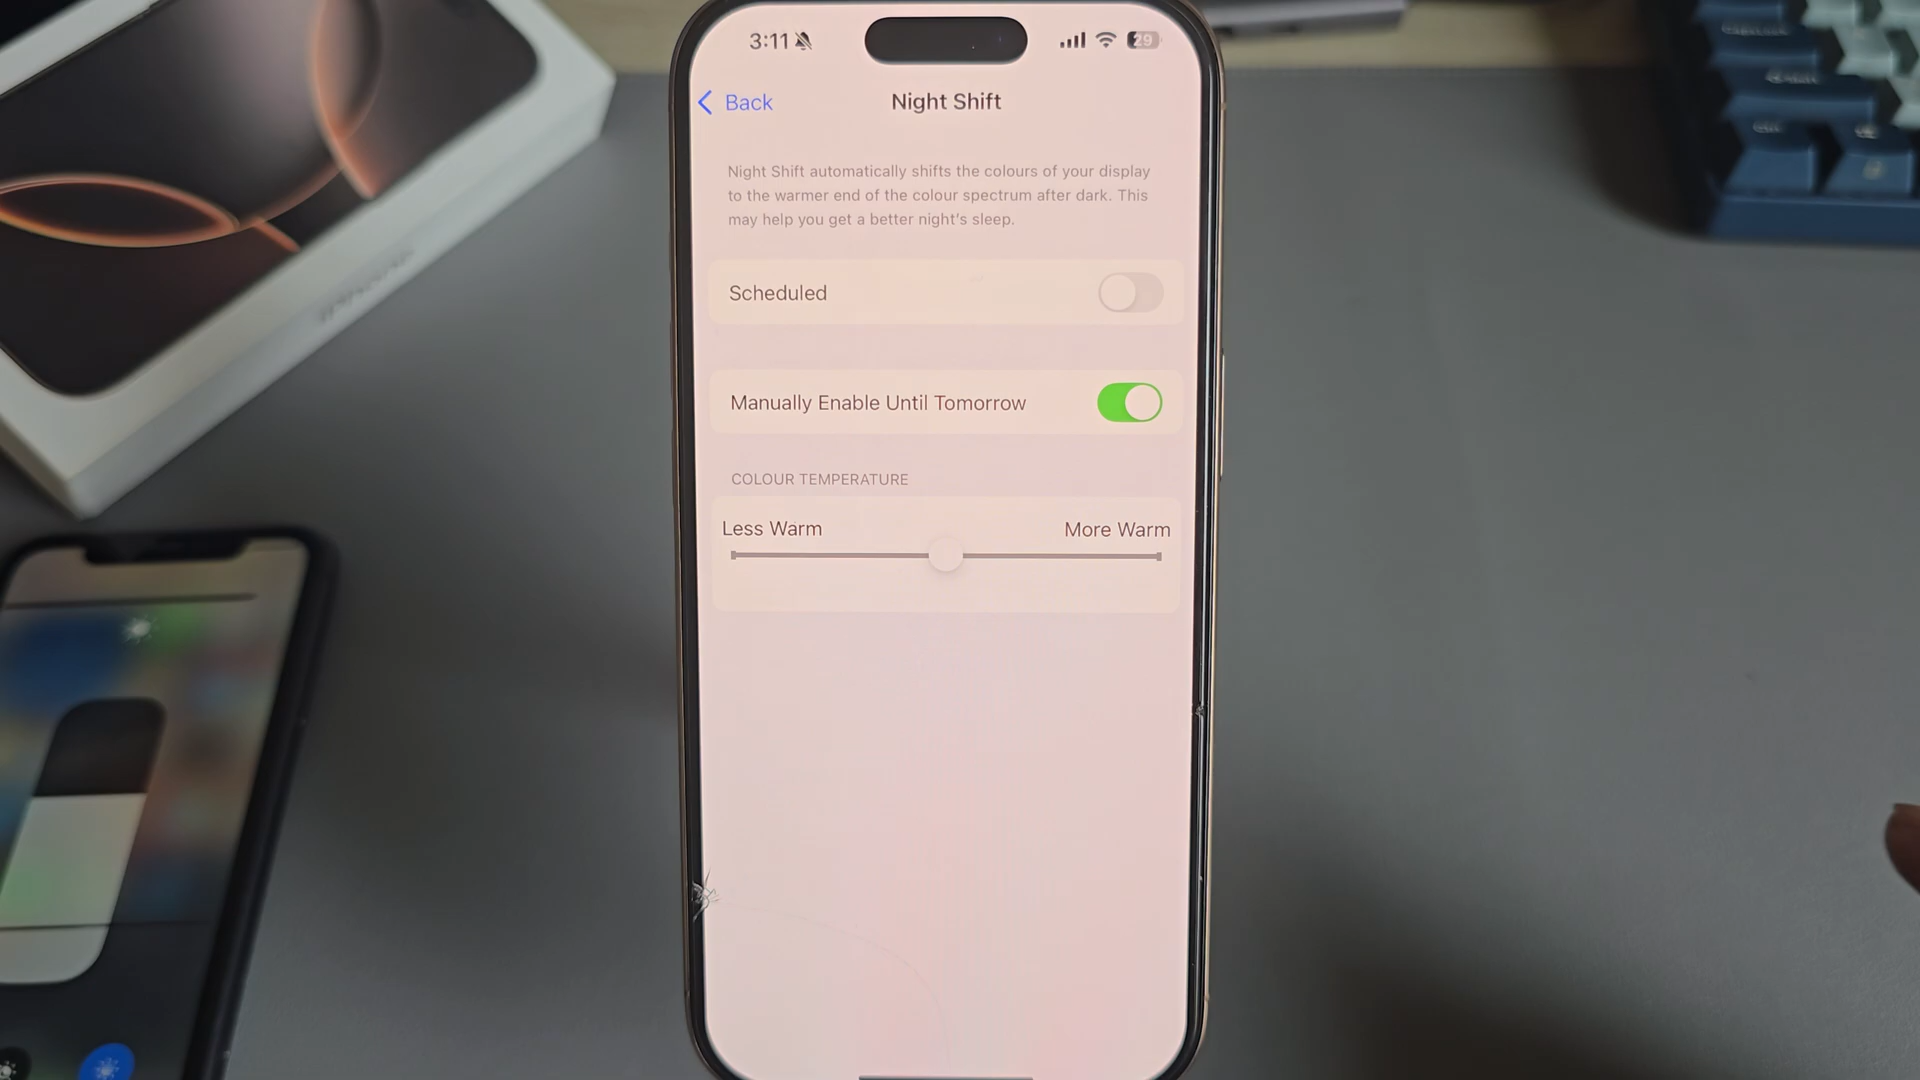 3:11
29
Back
Night Shift
Night Shift automatically shifts the colours of your display
to the warmer end of the colour spectrum after dark. This
may help you get a better night's sleep.
Scheduled
Manually Enable Until Tomorrow
COLOUR TEMPERATURE
Less Warm
More Warm